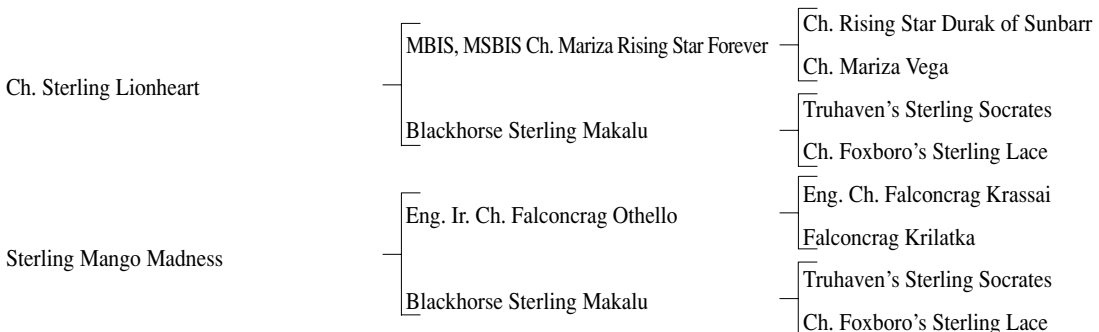 Ch. Sterling Lionheart
MBIS, MSBIS Ch. Mariza Rising Star Forever
Ch. Rising Star Durak of Sunbarr
Ch. Mariza Vega
Blackhorse Sterling Makalu
Truhaven’s Sterling Socrates
Ch. Foxboro’s Sterling Lace
Sterling Mango Madness
Eng. Ir. Ch. Falconcrag Othello
Eng. Ch. Falconcrag Krassai
Falconcrag Krilatka
Blackhorse Sterling Makalu
Truhaven’s Sterling Socrates
Ch. Foxboro’s Sterling Lace